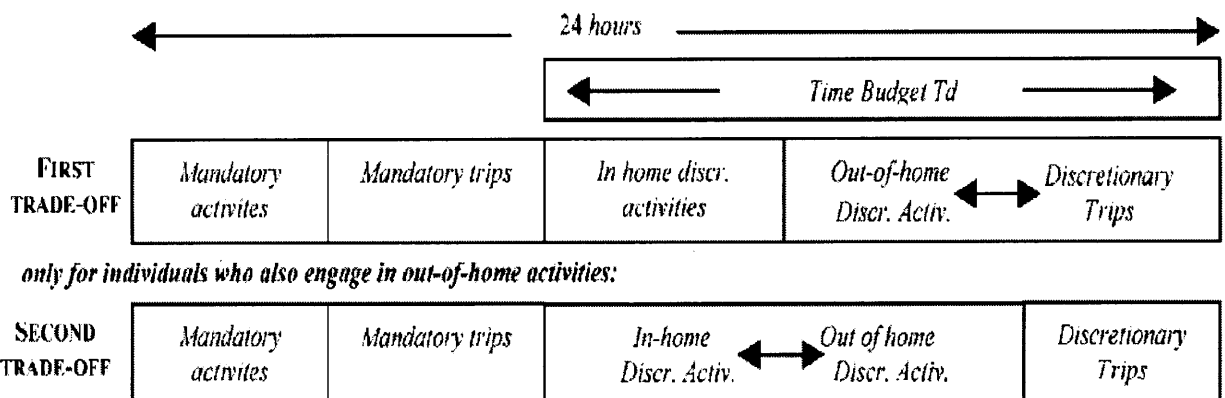 24 hours
Time Budget Td
FIRST
TRADE-OFF
Mandatory
activites
Mandatory trips
In home discr.
activities
Out-of-home
Discr. Activ.
Discretionary
Trips
only for individuals who also engage in out-of-home activities:
SECOND
TRADE-OFF
Mandatory
activites
Mandatory trips
In-home
Discr. Activ.
Out of home
Discr. Activ.
Discretionary
Trips